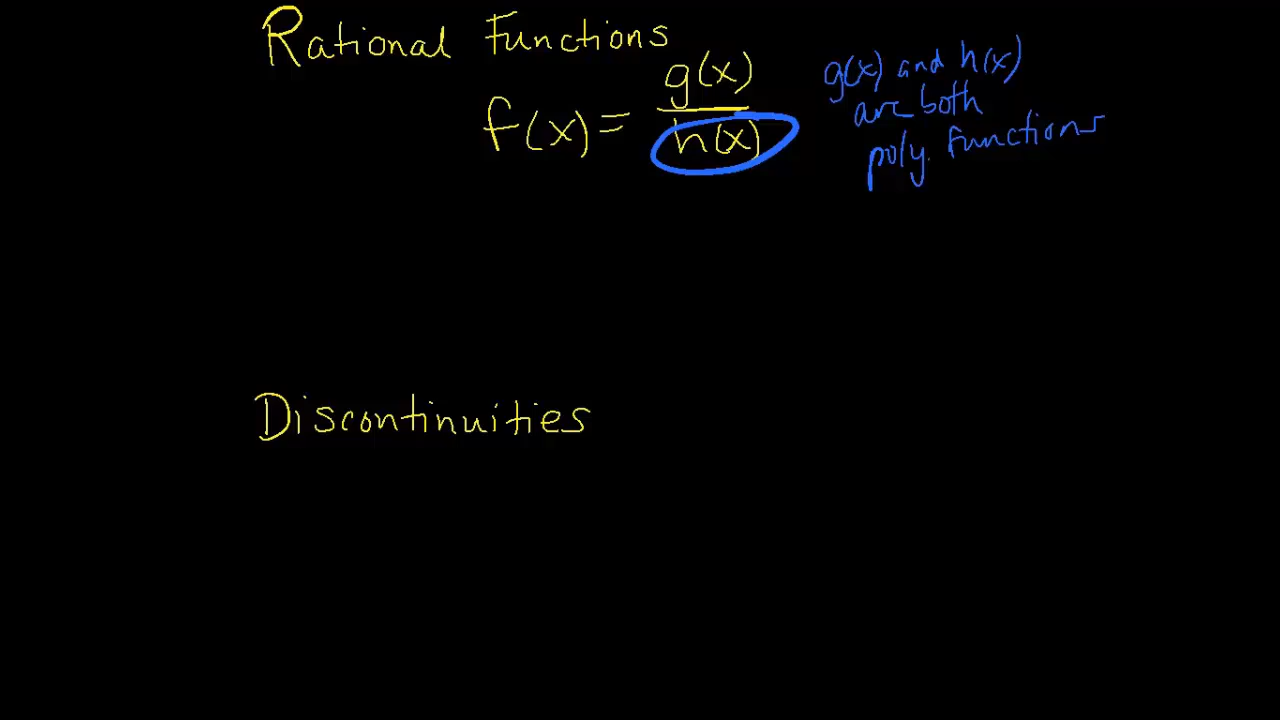 Rational Functions
f(x) = g(x)/h(x)
g(x) and h(x)
are both
poly. functions
Discontinuities